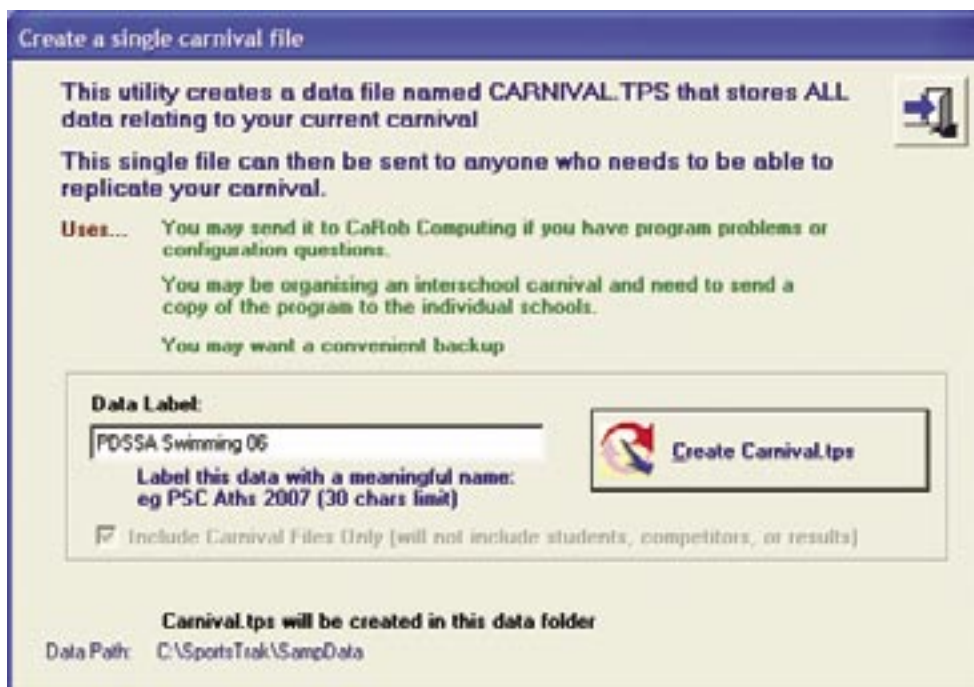 Create a single carnival file
This utility creates a data file named CARNIVAL.TPS that stores ALL
data relating to your current carnival
This single file can then be sent to anyone who needs to be able to
replicate your carnival.
Uses... You may send it to CaRob Computing if you have program problems or
configuration questions.
You may be organising an interschool carnival and need to send a
copy of the program to the individual schools.
You may want a convenient backup
Data Label:
PDSSA Swimming 06
Create Carnival.tps
Label this data with a meaningful name:
eg PSC Aths 2007 (30 chars limit)
Include Carnival Files Only (will not include students, competitors, or results)
Carnival.tps will be created in this data folder
Data Path: C:\SportsTrak\SampData